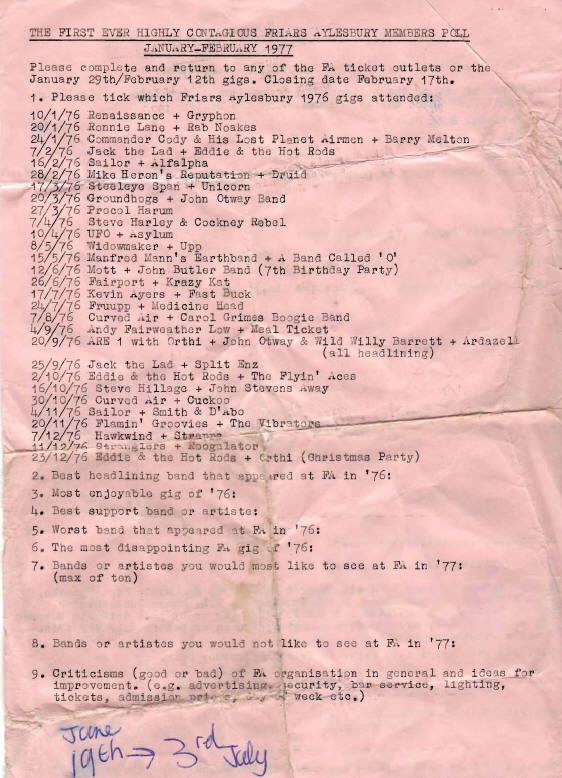 THE FIRST EVER HIGHLY CONTAGIOUS FRIARS AYLESBURY MEMBERS POLL
JANUARY-FEBRUARY 1977
Please complete and return to any of the FA ticket outlets or the
January 29th/February 12th gigs. Closing date February 17th.
1. Please tick which Friars Aylesbury 1976 gigs attended:
10/1/76 Renaissance + Gryphon
20/1/76 Ronnie Lane + Rab Noakes
24/1/76 Commander Cody & His Lost Planet Airmen + Barry Melton
7/2/76 Jack the Lad + Eddie & the Hot Rods
16/2/76 Sailor + Alfalpha
28/2/76 Mike Heron's Reputation + Druid
17/3/76 Steeleye Span + Unicorn
20/3/76 Groundhogs + John Otway Band
27/3/76 Procol Harum
7/4/76 Steve Harley & Cockney Rebel
10/4/76 UFO + Asylum
8/5/76 Widowmaker + Upp
15/5/76 Manfred Mann's Earthband + A Band Called 'O'
12/6/76 Mott + John Butler Band (7th Birthday Party)
26/6/76 Fairport + Krazy Kat
17/7/76 Kevin Ayers + Fast Buck
24/7/76 Fruupp + Medicine Head
7/8/76 Curved Air + Carol Grimes Boogie Band
4/9/76 Andy Fairweather Low + Meal Ticket
20/9/76 ARE 1 with Orthi + John Otway & Wild Willy Barrett + Ardazell
(all headlining)
25/9/76 Jack the Lad + Split Enz
2/10/76 Eddie & the Hot Rods + The Flyin' Aces
16/10/76 Steve Hillage + John Stevens Away
30/10/76 Curved Air + Cuckoo
4/11/76 Sailor + Smith & D'Abo
20/11/76 Flamin' Groovies + The Vibrators
7/12/76 Hawkwind +
11/12/76 Stranglers + Roogalator
23/12/76 Eddie & the Hot Rods + Orthi (Christmas Party)
2. Best headlining band that appeared at FA in '76:
3. Most enjoyable gig of '76:
4. Best support band or artiste:
5. Worst band that appeared at FA in '76:
6. The most disappointing FA gig of '76:
7. Bands or artistes you would most like to see at FA in '77:
(max of ten)
8. Bands or artistes you would not like to see at FA in '77:
9. Criticisms (good or bad) of FA organisation in general and ideas for
improvement. (e.g. advertising, security, bar service, lighting,
tickets, admission prices, week etc.)
June
19th → 3rd July